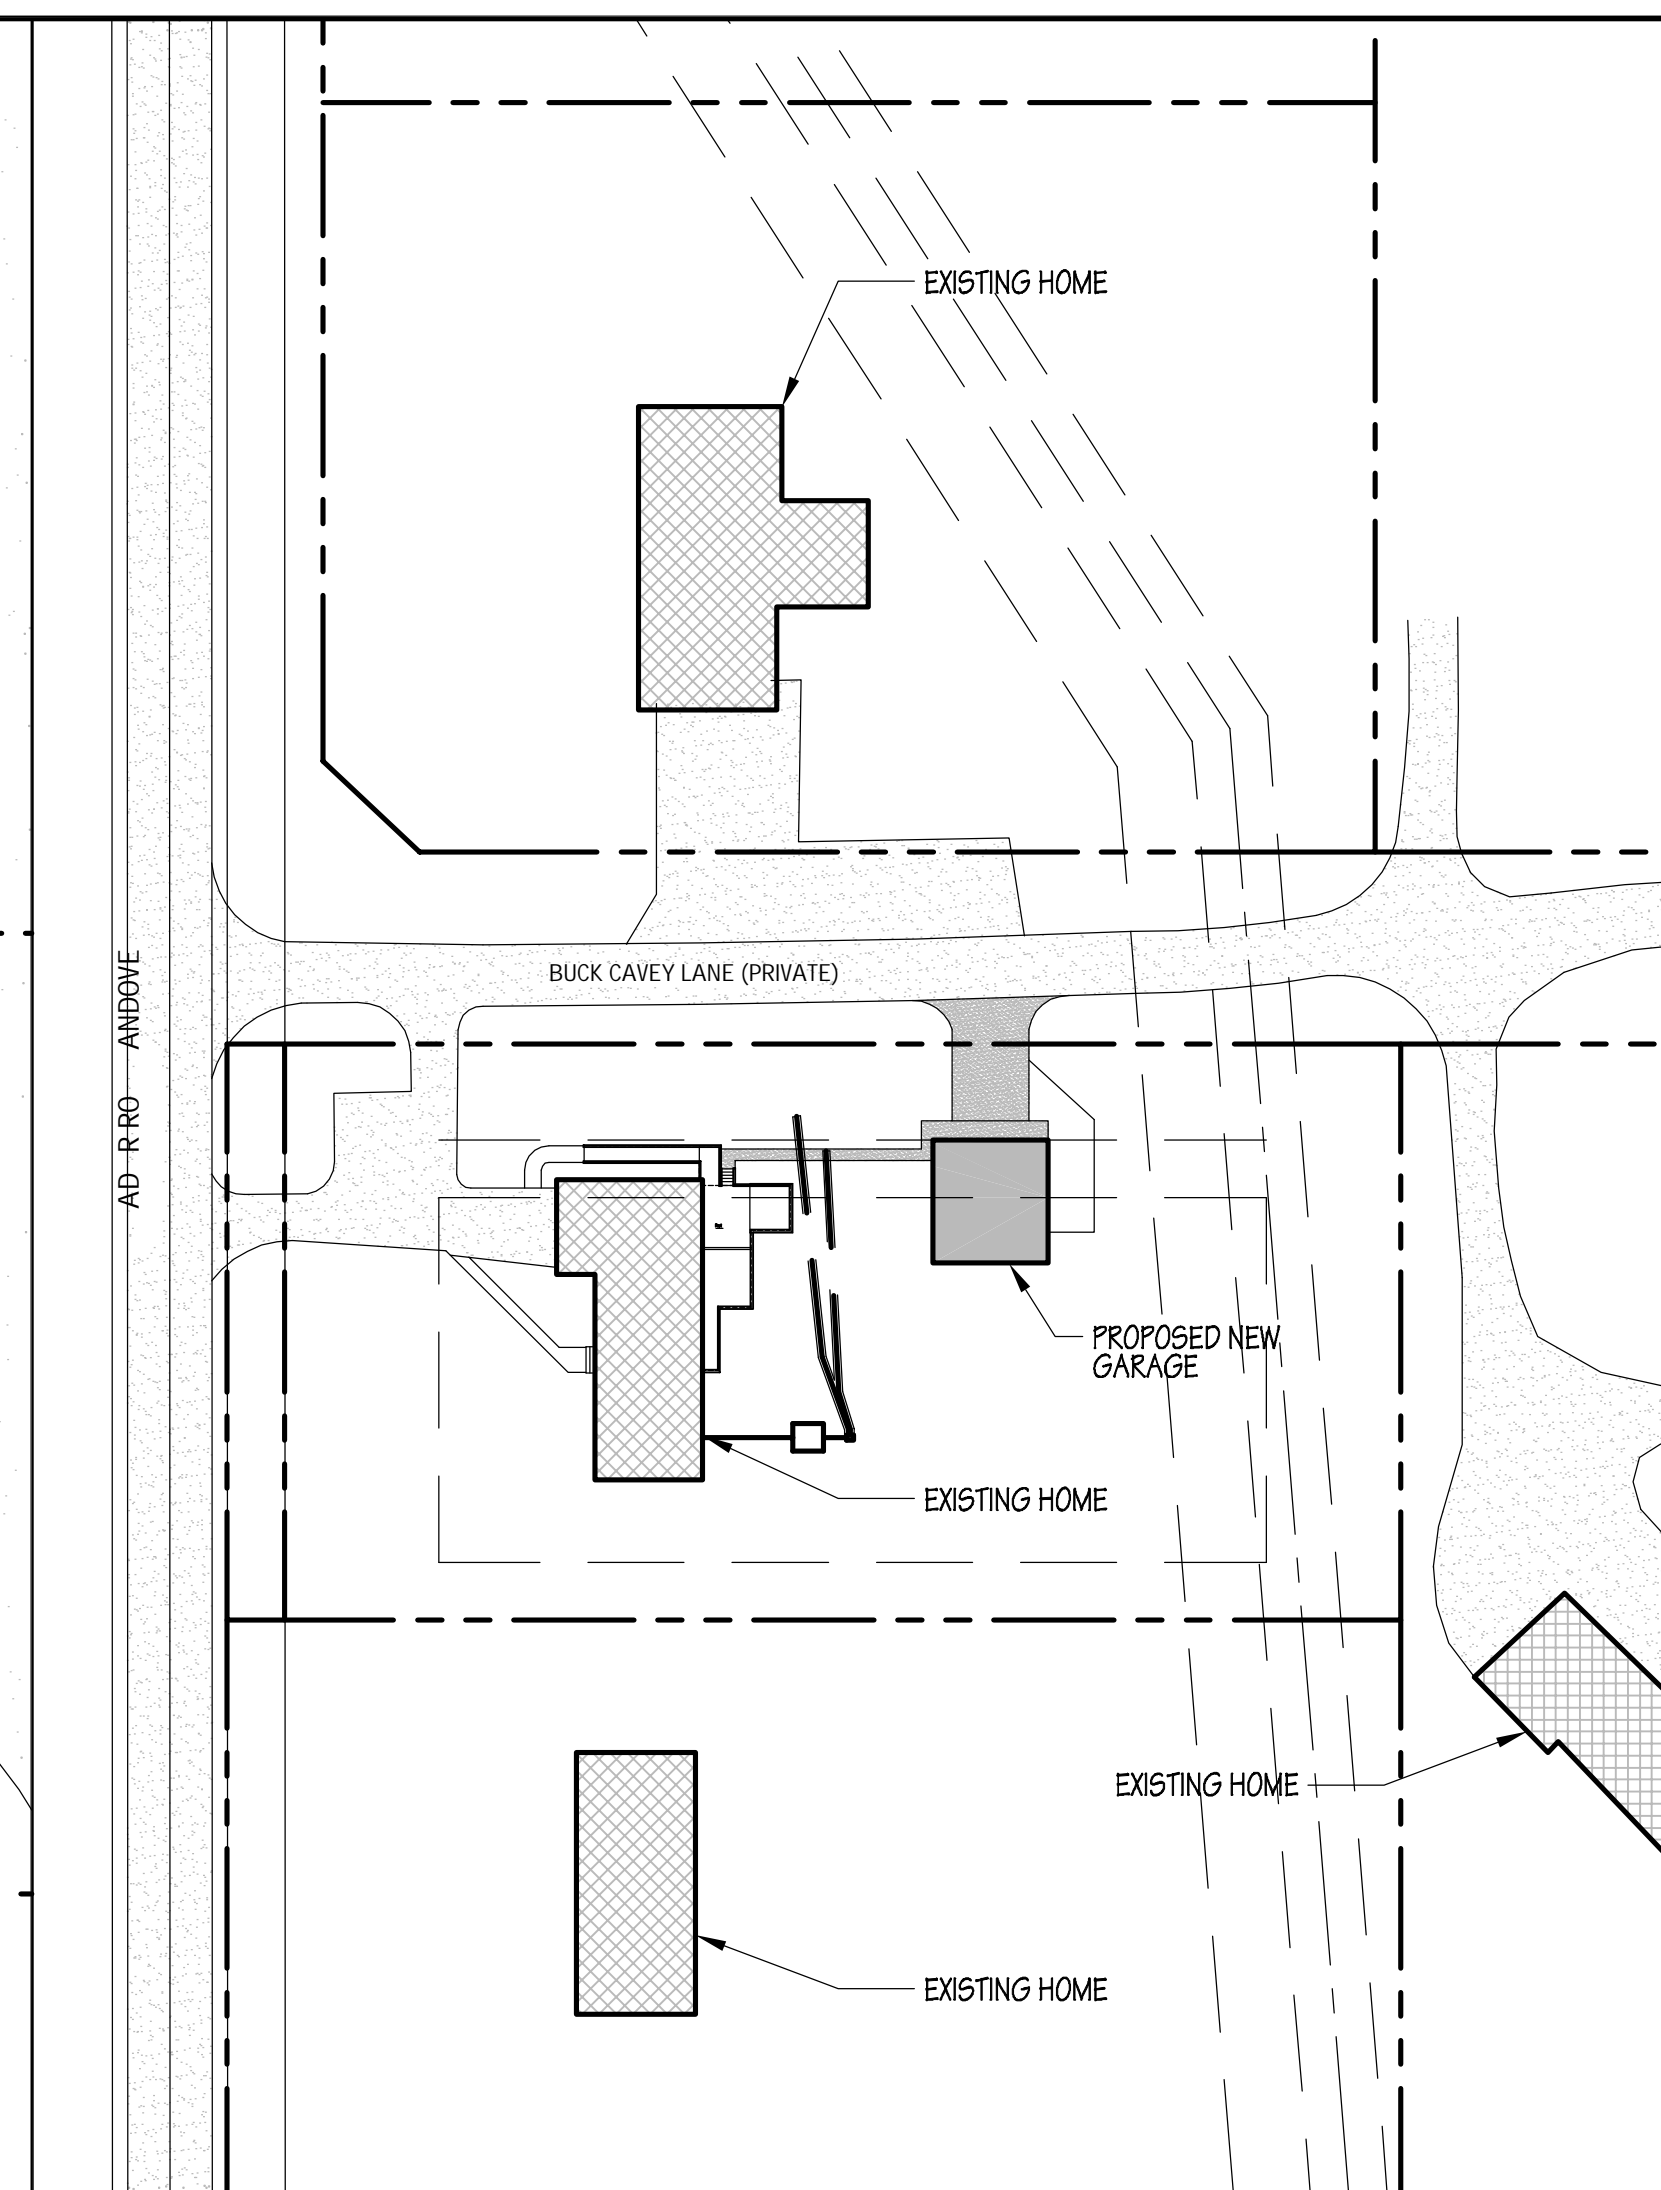 EXISTING HOME
BUCK CAVEY LANE (PRIVATE)
AD R RO ANDOVE
PROPOSED NEW
GARAGE
EXISTING HOME
EXISTING HOME
EXISTING HOME